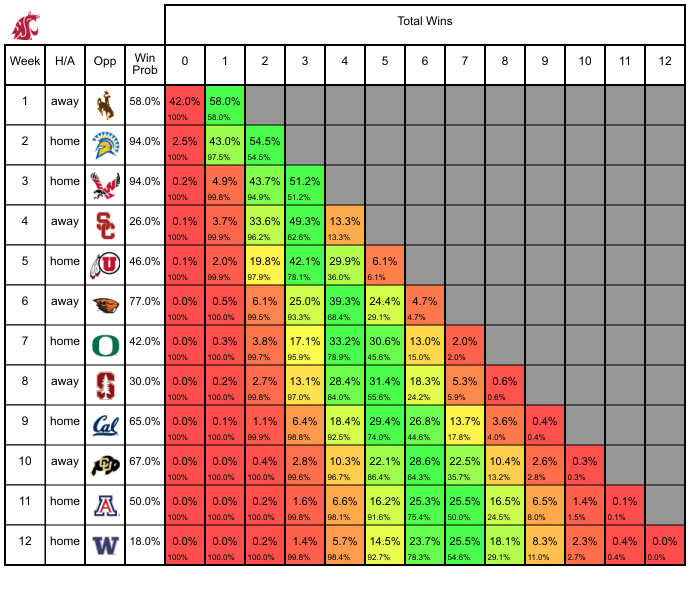 Total Wins
Week H/A Opp Win Prob 0 1 2 3 4 5 6 7 8 9 10 11 12
1 away 58.0% 42.0% 58.0%
100% 58.0%
2 home 94.0% 2.5% 43.0% 54.5%
100% 97.5% 54.5%
3 home 94.0% 0.2% 4.9% 43.7% 51.2%
100% 99.8% 94.9% 51.2%
4 away SC 26.0% 0.1% 3.7% 33.6% 49.3% 13.3%
100% 99.9% 96.2% 62.6% 13.3%
5 home U 46.0% 0.1% 2.0% 19.8% 42.1% 29.9% 6.1%
100% 99.9% 97.9% 78.1% 36.0% 6.1%
6 away 77.0% 0.0% 0.5% 6.1% 25.0% 39.3% 24.4% 4.7%
100% 100.0% 99.5% 93.3% 68.4% 29.1% 4.7%
7 home O 42.0% 0.0% 0.3% 3.8% 17.1% 33.2% 30.6% 13.0% 2.0%
100% 100.0% 99.7% 95.9% 78.9% 45.6% 15.0% 2.0%
8 away S 30.0% 0.0% 0.2% 2.7% 13.1% 28.4% 31.4% 18.3% 5.3% 0.6%
100% 100.0% 99.8% 97.0% 84.0% 55.6% 24.2% 5.9% 0.6%
9 home Cal 65.0% 0.0% 0.1% 1.1% 6.4% 18.4% 29.4% 26.8% 13.7% 3.6% 0.4%
100% 100.0% 99.9% 98.8% 92.5% 74.0% 44.6% 17.8% 4.0% 0.4%
10 away CU 67.0% 0.0% 0.0% 0.4% 2.8% 10.3% 22.1% 28.6% 22.5% 10.4% 2.6% 0.3%
100% 100.0% 100.0% 99.6% 96.7% 86.4% 64.3% 35.7% 13.2% 2.8% 0.3%
11 home A 50.0% 0.0% 0.0% 0.2% 1.6% 6.6% 16.2% 25.3% 25.5% 16.5% 6.5% 1.4% 0.1%
100% 100.0% 100.0% 99.8% 98.1% 91.6% 75.4% 50.0% 24.5% 8.0% 1.5% 0.1%
12 home W 18.0% 0.0% 0.0% 0.2% 1.4% 5.7% 14.5% 23.7% 25.5% 18.1% 8.3% 2.3% 0.4% 0.0%
100% 100.0% 100.0% 99.8% 98.4% 92.7% 78.3% 54.6% 29.1% 11.0% 2.7% 0.4% 0.0%